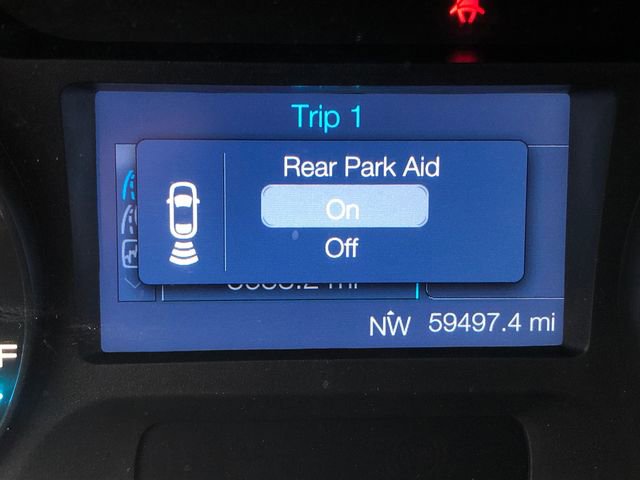 Trip 1
Rear Park Aid
On
Off
NW 59497.4 mi
F